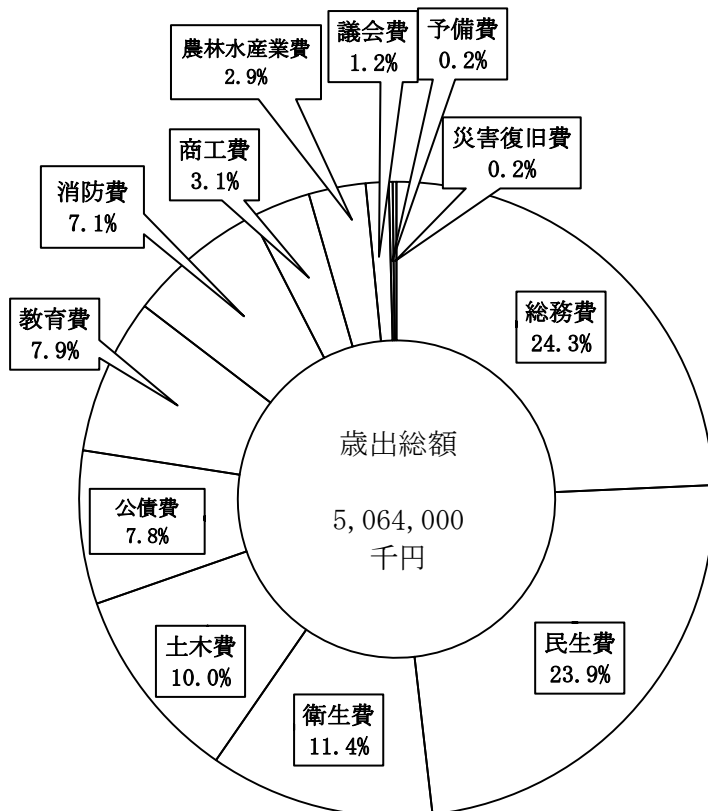 農林水産業費
2.9%
議会費
1.2%
予備費
0.2%
災害復旧費
0.2%
商工費
3.1%
消防費
7.1%
教育費
7.9%
総務費
24.3%
歳出総額
5,064,000
千円
公債費
7.8%
土木費
10.0%
民生費
23.9%
衛生費
11.4%